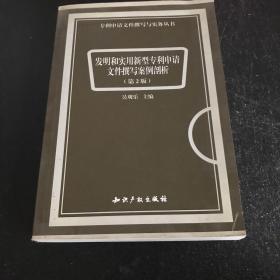 专利申请文件撰写与实务丛书
发明和实用新型专利申请
文件撰写案例剖析
(第2版)
吴观乐 主编
知识产权出版社